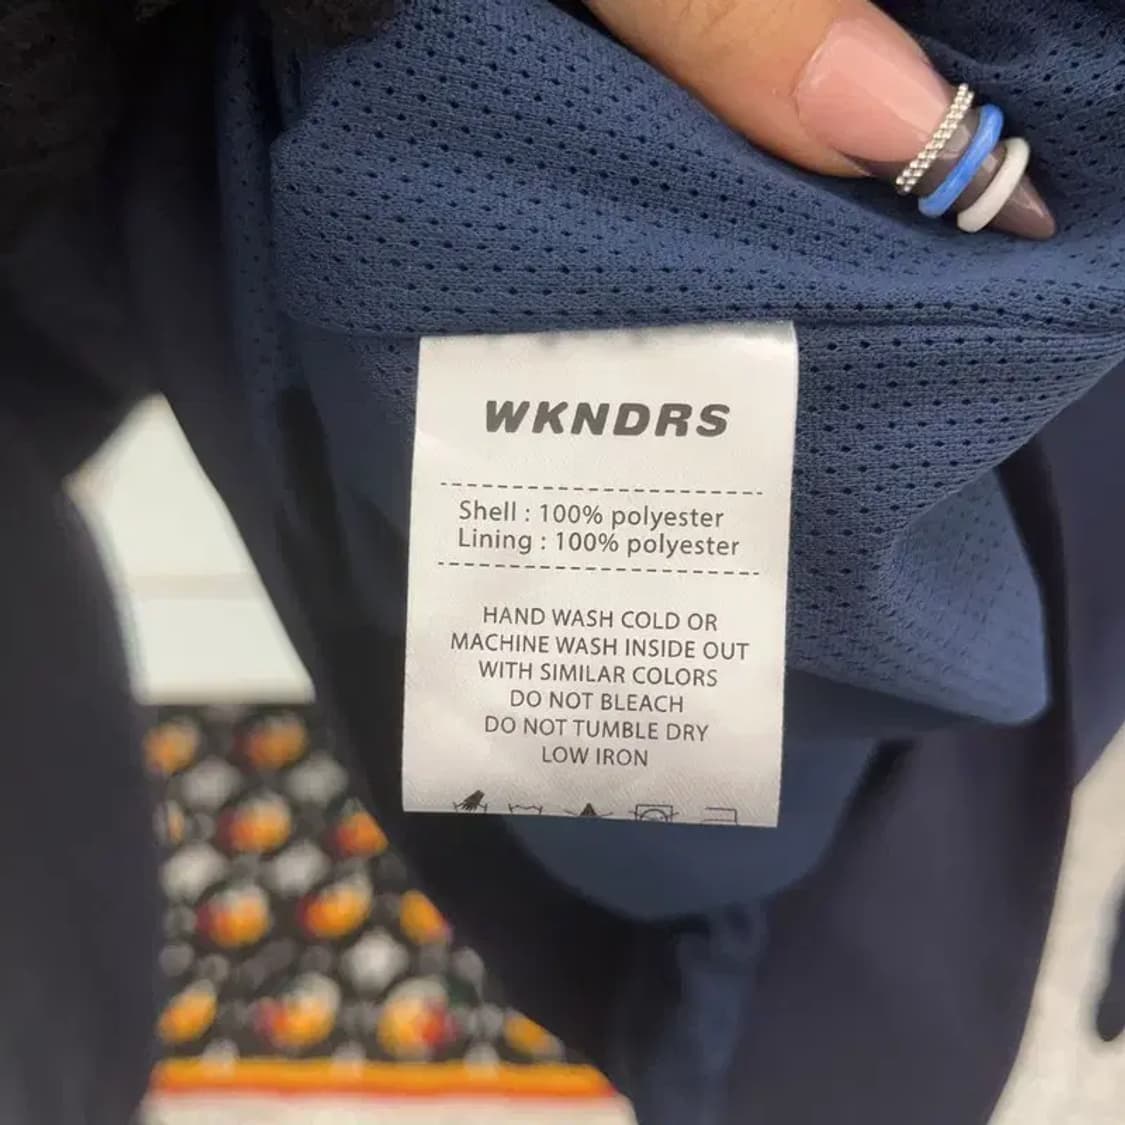 WKNDRS
Shell : 100% polyester
Lining : 100% polyester
HAND WASH COLD OR
MACHINE WASH INSIDE OUT
WITH SIMILAR COLORS
DO NOT BLEACH
DO NOT TUMBLE DRY
LOW IRON